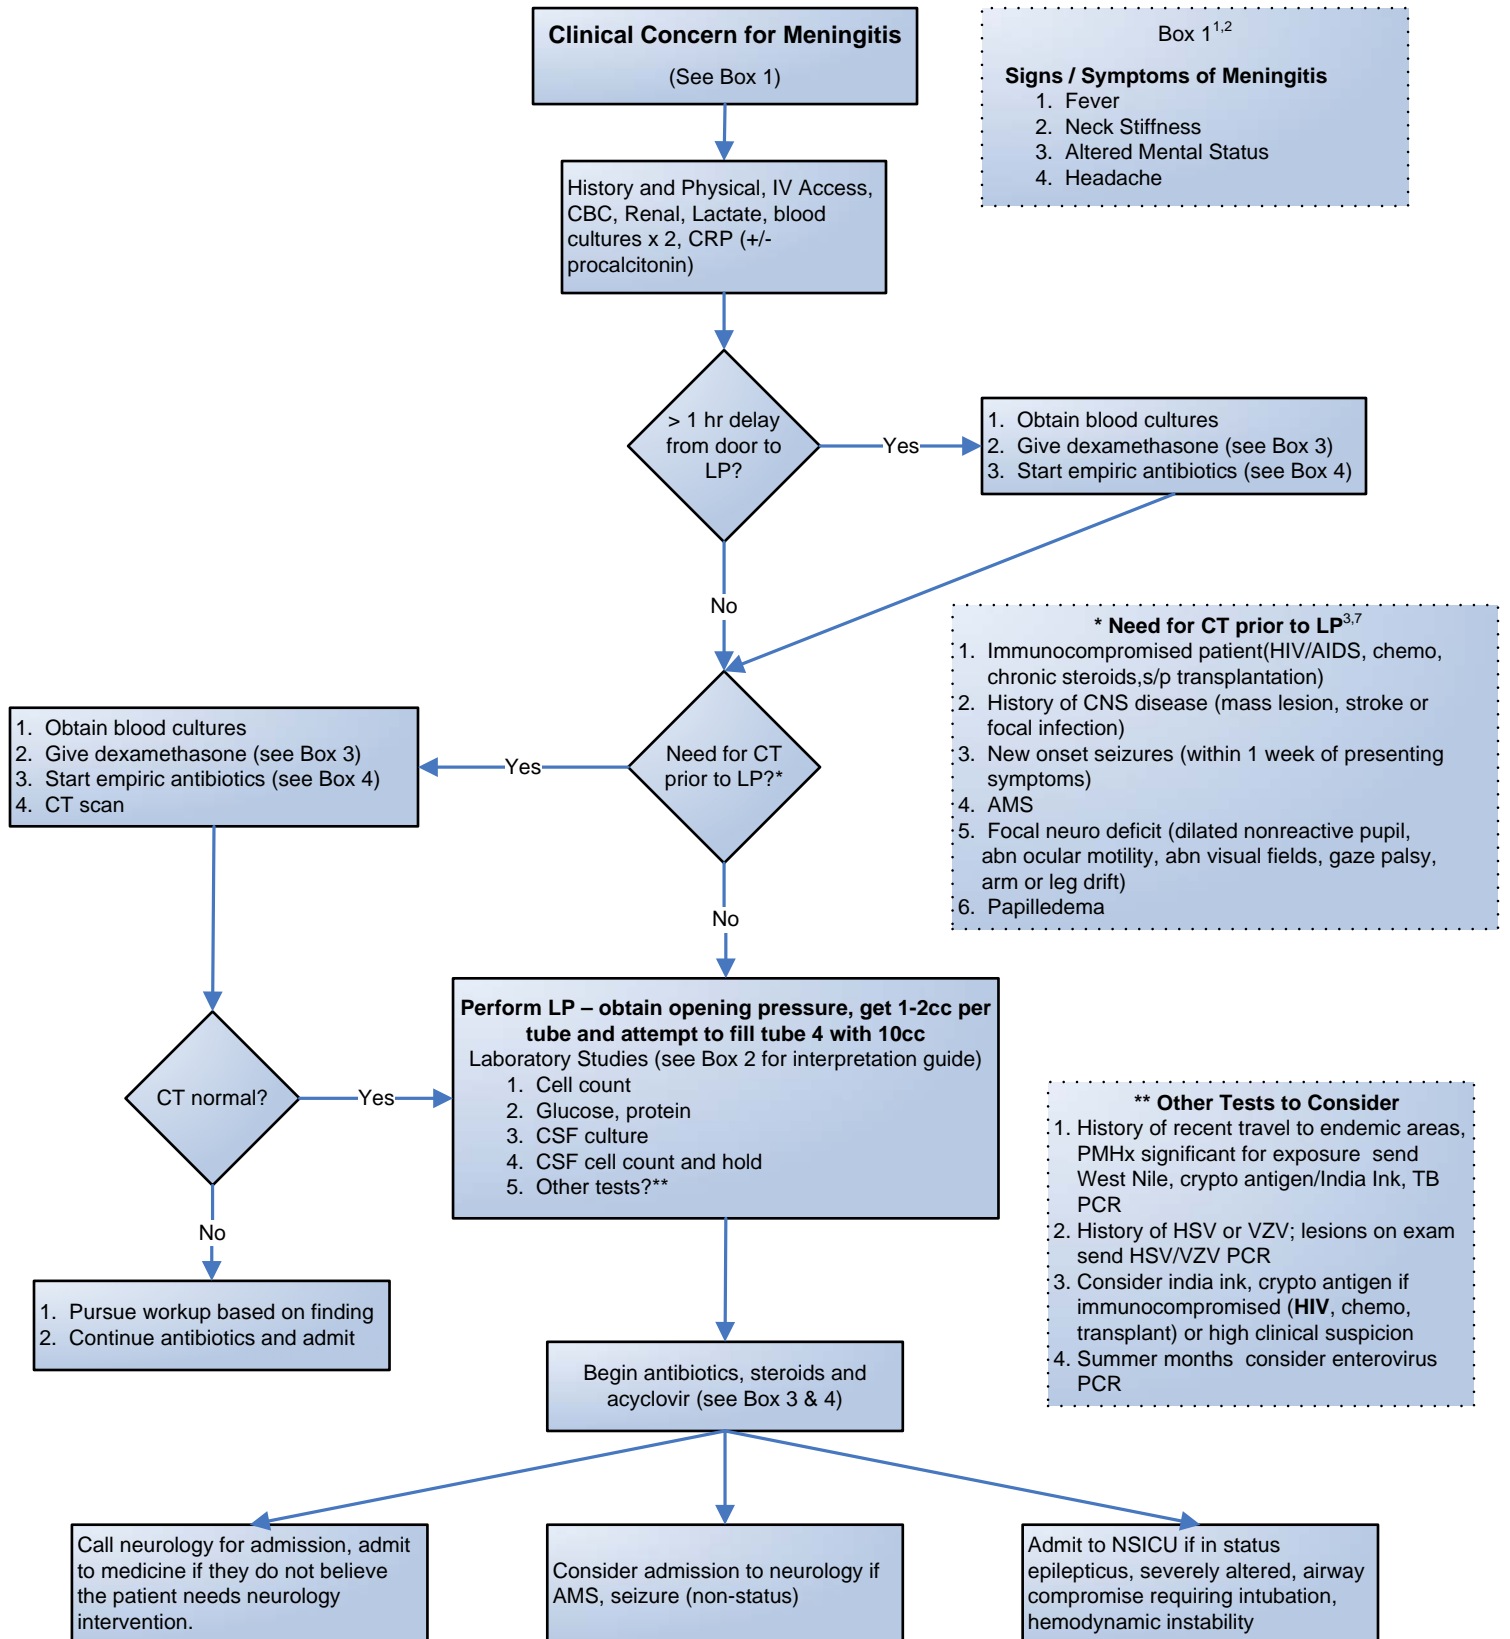 Clinical Concern for Meningitis
(See Box 1)
Box 11,2
Signs / Symptoms of Meningitis
1. Fever
2. Neck Stiffness
3. Altered Mental Status
4. Headache
History and Physical, IV Access,
CBC, Renal, Lactate, blood
cultures x 2, CRP (+/-
procalcitonin)
> 1 hr delay
from door to
LP?
Yes
1. Obtain blood cultures
2. Give dexamethasone (see Box 3)
3. Start empiric antibiotics (see Box 4)
No
* Need for CT prior to LP3,7
1. Immunocompromised patient(HIV/AIDS, chemo,
chronic steroids,s/p transplantation)
2. History of CNS disease (mass lesion, stroke or
focal infection)
3. New onset seizures (within 1 week of presenting
symptoms)
4. AMS
5. Focal neuro deficit (dilated nonreactive pupil,
abn ocular motility, abn visual fields, gaze palsy,
arm or leg drift)
6. Papilledema
Need for CT
prior to LP?*
Yes
1. Obtain blood cultures
2. Give dexamethasone (see Box 3)
3. Start empiric antibiotics (see Box 4)
4. CT scan
No
CT normal?
Yes
Perform LP – obtain opening pressure, get 1-2cc per
tube and attempt to fill tube 4 with 10cc
Laboratory Studies (see Box 2 for interpretation guide)
1. Cell count
2. Glucose, protein
3. CSF culture
4. CSF cell count and hold
5. Other tests?**
** Other Tests to Consider
1. History of recent travel to endemic areas,
PMHx significant for exposure send
West Nile, crypto antigen/India Ink, TB
PCR
2. History of HSV or VZV; lesions on exam
send HSV/VZV PCR
3. Consider india ink, crypto antigen if
immunocompromised (HIV, chemo,
transplant) or high clinical suspicion
4. Summer months consider enterovirus
PCR
No
1. Pursue workup based on finding
2. Continue antibiotics and admit
Begin antibiotics, steroids and
acyclovir (see Box 3 & 4)
Call neurology for admission, admit
to medicine if they do not believe
the patient needs neurology
intervention.
Consider admission to neurology if
AMS, seizure (non-status)
Admit to NSICU if in status
epilepticus, severely altered, airway
compromise requiring intubation,
hemodynamic instability